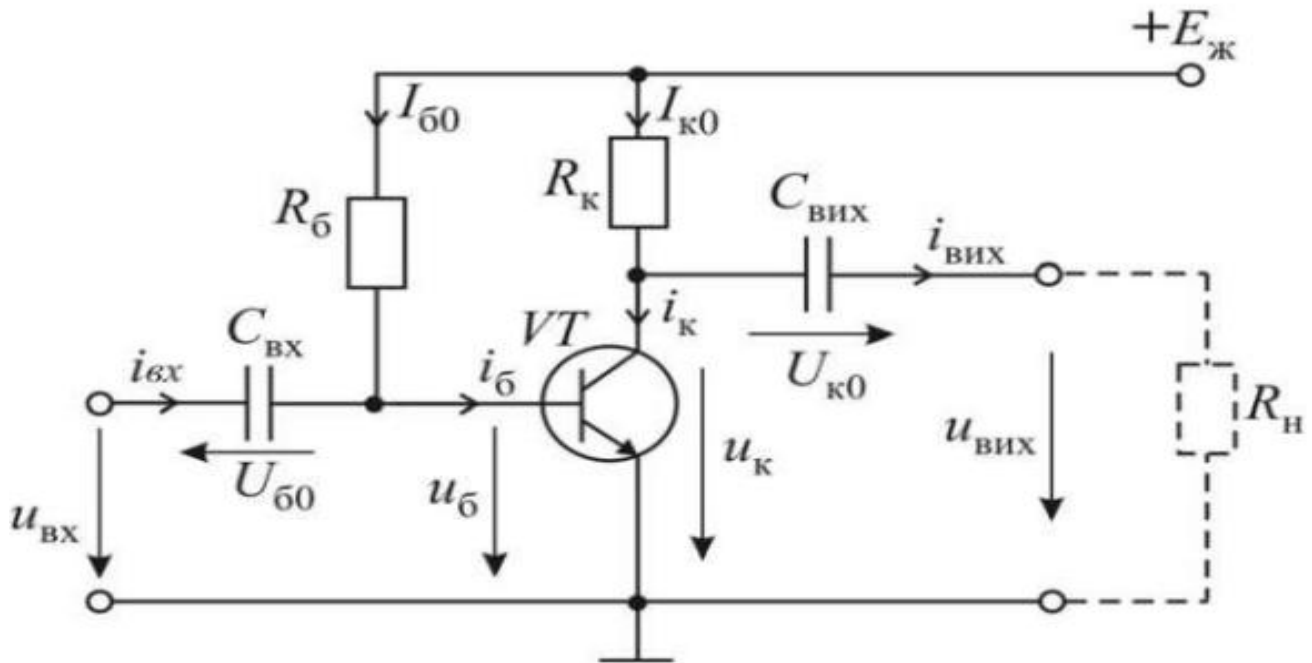 +Eж
Iб0
Iк0
Rк
Cвих
Rб
iвих
Cвх
VT
iк
iвх
iб
Uк0
Rн
uк
uвих
Uб0
uб
uвх